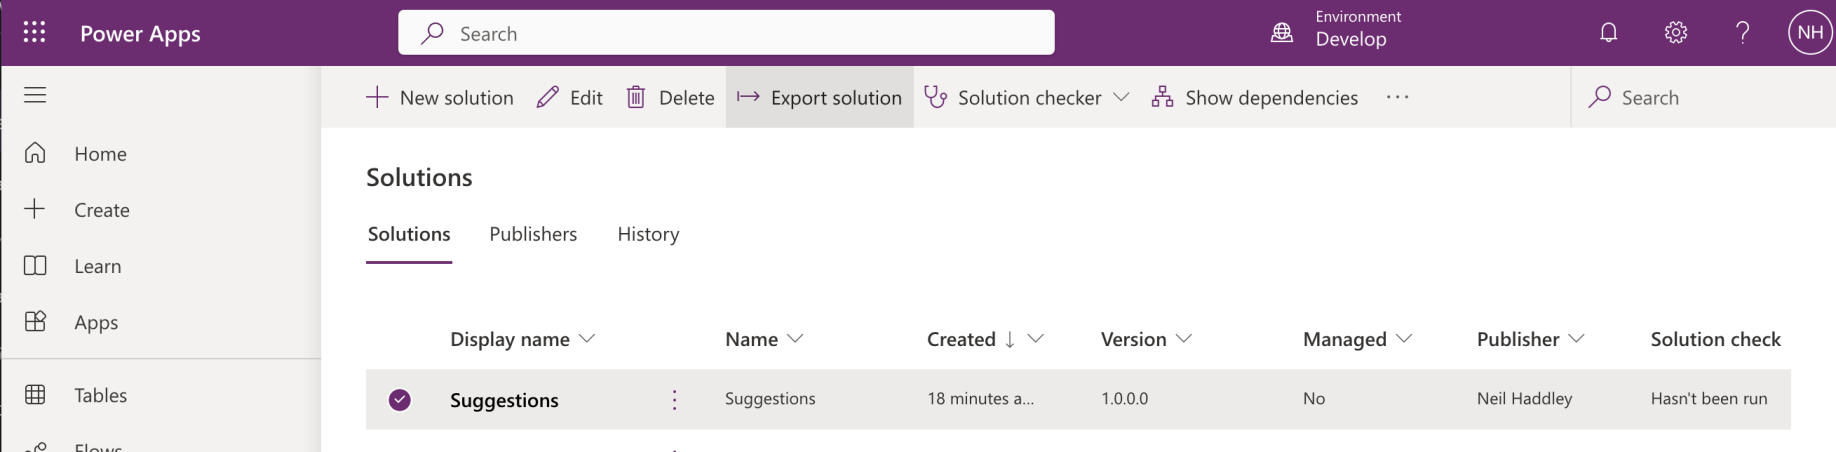 Power Apps
Search
Environment
Develop
NH
New solution
Edit
Delete
Export solution
Solution checker
Show dependencies
Search
Home
Create
Learn
Apps
Tables
Flows
Solutions
Solutions
Publishers
History
Display name
Name
Created
Version
Managed
Publisher
Solution check
Suggestions
Suggestions
18 minutes a...
1.0.0.0
No
Neil Haddley
Hasn't been run